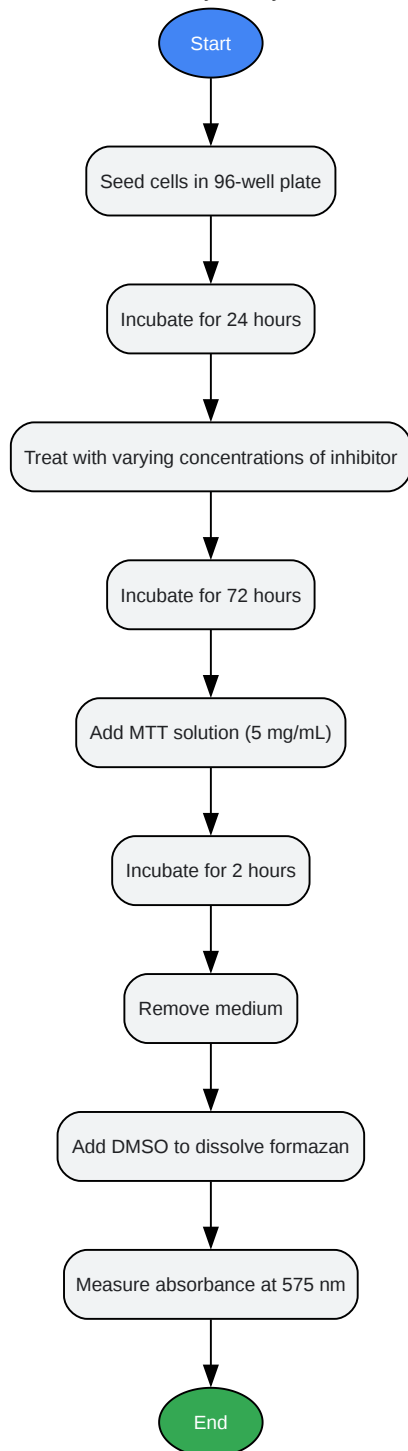 Start
Seed cells in 96-well plate
Incubate for 24 hours
Treat with varying concentrations of inhibitor
Incubate for 72 hours
Add MTT solution (5 mg/mL)
Incubate for 2 hours
Remove medium
Add DMSO to dissolve formazan
Measure absorbance at 575 nm
End